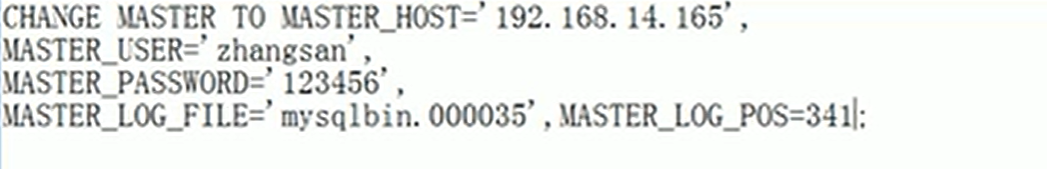 CHANGE MASTER TO MASTER_HOST='192.168.14.165',
MASTER_USER='zhangsan',
MASTER_PASSWORD='123456',
MASTER_LOG_FILE='mysqlbin.000035',MASTER_LOG_POS=341;